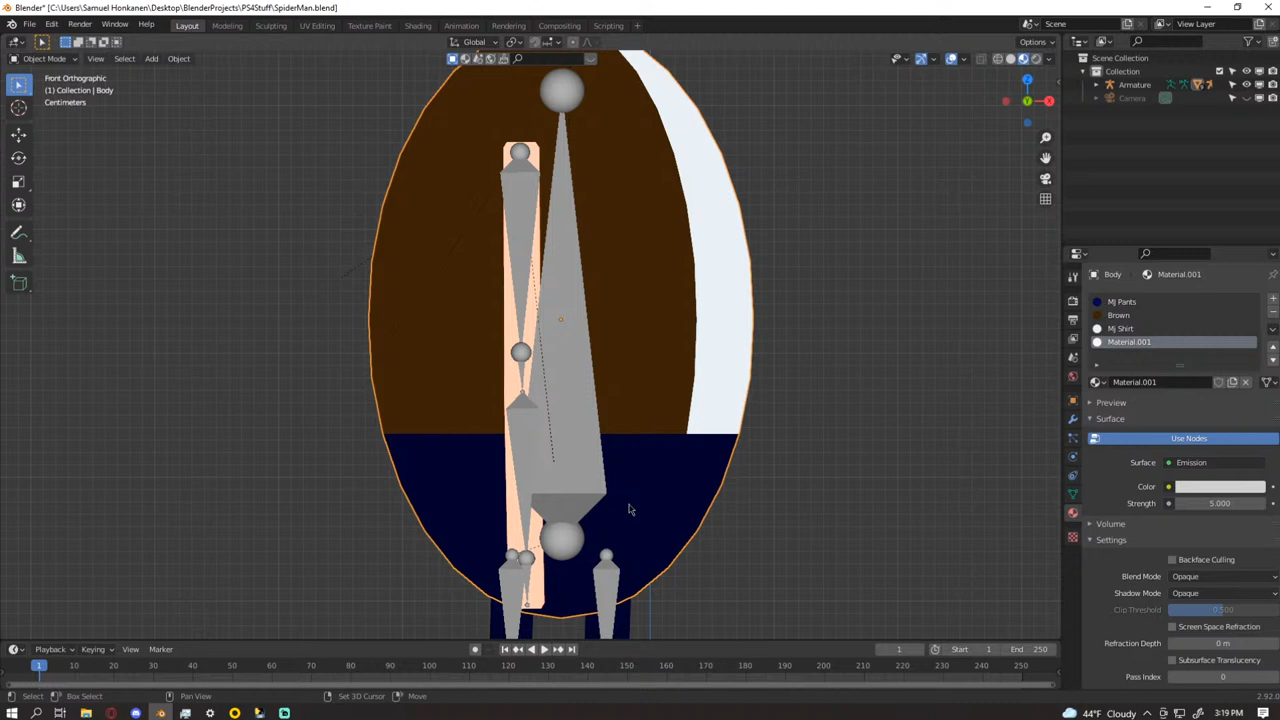 Blender* [C:\Users\Samuel Honkanen\Desktop\BlenderProjects\PS4Stuff\SpiderMan.blend]
File Edit Render Window Help Layout Modeling Sculpting UV Editing Texture Paint Shading Animation Rendering Compositing Scripting Scene View Layer
Global Options
Object Mode View Select Add Object
Front Orthographic
(1) Collection | Body
Centimeters
Z
Y
X
Scene Collection
Collection
Armature
Camera
Body Material.001
MJ Pants
Brown
Mj Shirt
Material.001
Material.001
Preview
Surface
Use Nodes
Surface Emission
Color
Strength 5.000
Volume
Settings
Backface Culling
Blend Mode Opaque
Shadow Mode Opaque
Clip Threshold 0.500
Screen Space Refraction
Refraction Depth 0 m
Subsurface Translucency
Pass Index 0
Playback Keying View Marker 1 Start 1 End 250
1 10 20 30 40 50 60 70 80 90 100 110 120 130 140 150 160 170 180 190 200 210 220 230 240 250
Select Box Select Pan View Set 3D Cursor Move 2.92.0
44°F Cloudy 3:19 PM